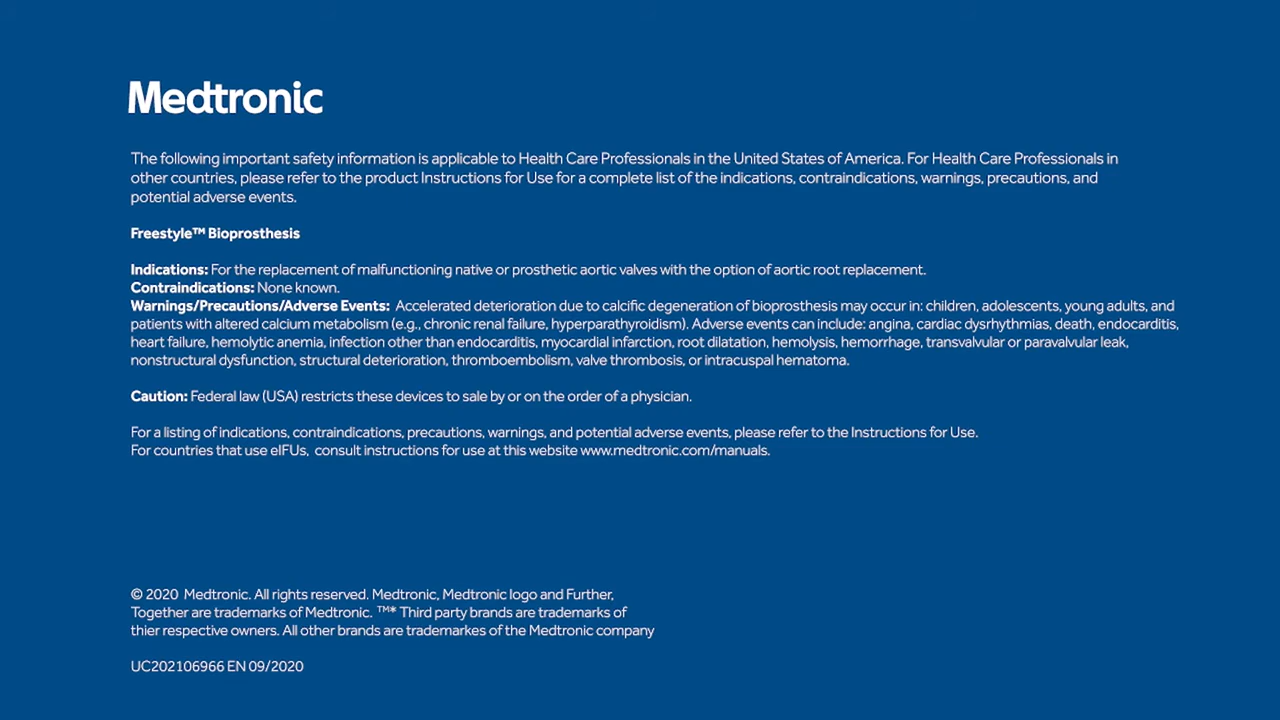 Medtronic
The following important safety information is applicable to Health Care Professionals in the United States of America. For Health Care Professionals in
other countries, please refer to the product Instructions for Use for a complete list of the indications, contraindications, warnings, precautions, and
potential adverse events.
Freestyle™ Bioprosthesis
Indications: For the replacement of malfunctioning native or prosthetic aortic valves with the option of aortic root replacement.
Contraindications: None known.
Warnings/Precautions/Adverse Events: Accelerated deterioration due to calcific degeneration of bioprosthesis may occur in: children, adolescents, young adults, and
patients with altered calcium metabolism (e.g., chronic renal failure, hyperparathyroidism). Adverse events can include: angina, cardiac dysrhythmias, death, endocarditis,
heart failure, hemolytic anemia, infection other than endocarditis, myocardial infarction, root dilatation, hemolysis, hemorrhage, transvalvular or paravalvular leak,
nonstructural dysfunction, structural deterioration, thromboembolism, valve thrombosis, or intracuspal hematoma.
Caution: Federal law (USA) restricts these devices to sale by or on the order of a physician.
For a listing of indications, contraindications, precautions, warnings, and potential adverse events, please refer to the Instructions for Use.
For countries that use eIFUs, consult instructions for use at this website www.medtronic.com/manuals.
© 2020 Medtronic. All rights reserved. Medtronic, Medtronic logo and Further,
Together are trademarks of Medtronic. ™* Third party brands are trademarks of
thier respective owners. All other brands are trademarkes of the Medtronic company
UC202106966 EN 09/2020